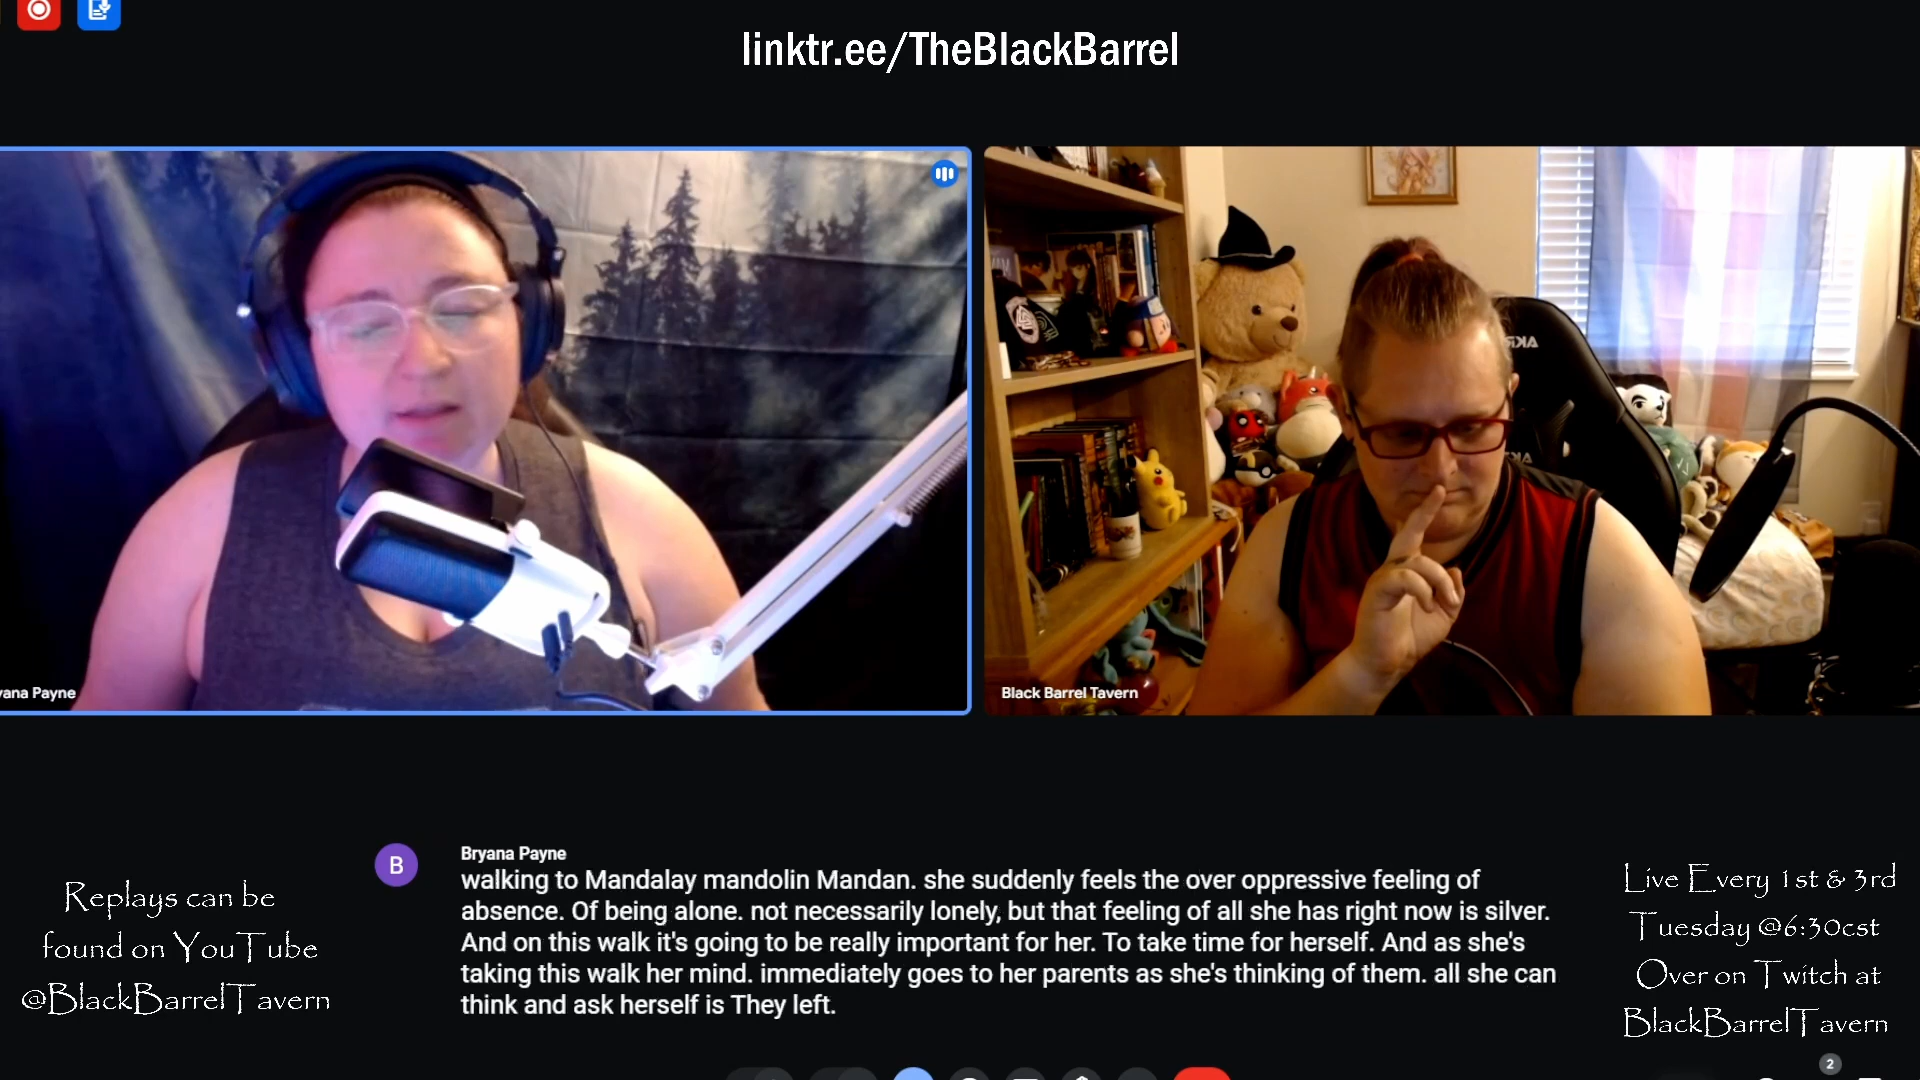 linktr.ee/TheBlackBarrel
yana Payne
Black Barrel Tavern
B
Bryana Payne
walking to Mandalay mandolin Mandan. she suddenly feels the over oppressive feeling of
absence. Of being alone. not necessarily lonely, but that feeling of all she has right now is silver.
And on this walk it's going to be really important for her. To take time for herself. And as she's
taking this walk her mind. immediately goes to her parents as she's thinking of them. all she can
think and ask herself is They left.
Replays can be
found on YouTube
@BlackBarrelTavern
Live Every 1st & 3rd
Tuesday @6:30cst
Over on Twitch at
BlackBarrelTavern
2